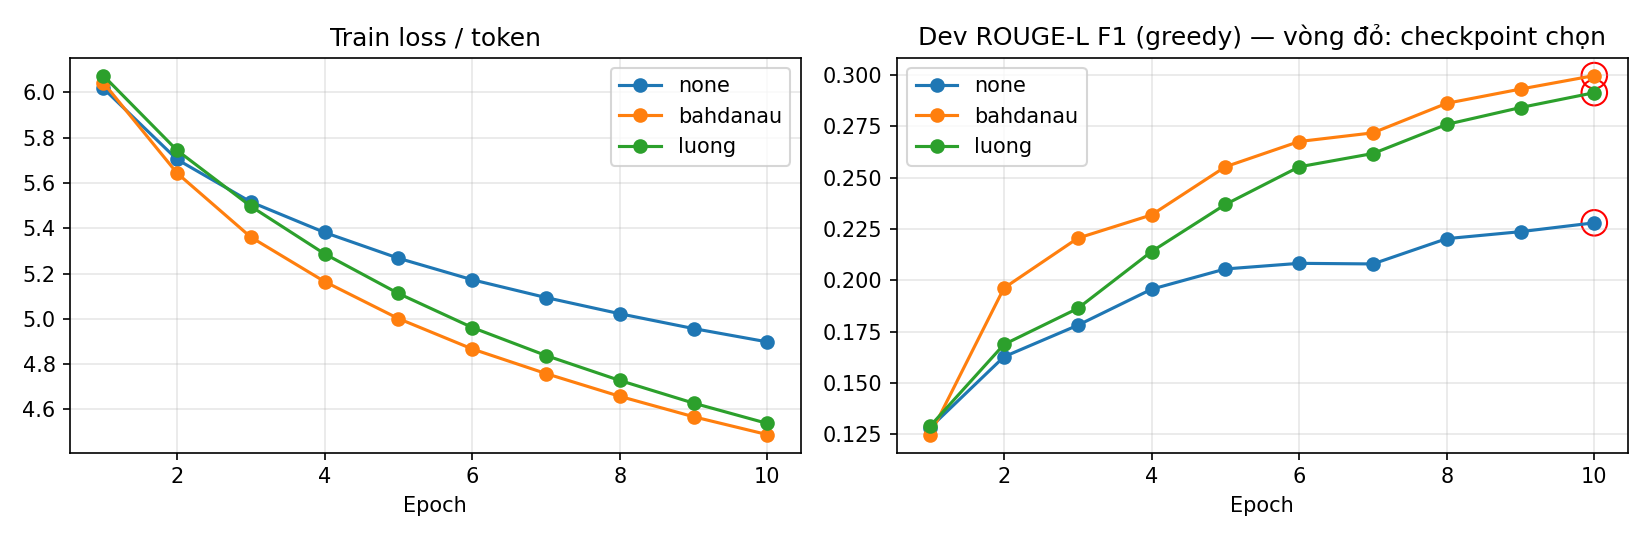 Train loss / token
6.0
5.8
5.6
5.4
5.2
5.0
4.8
4.6
none
bahdanau
luong
2
4
6
8
10
Epoch
Dev ROUGE-L F1 (greedy) — vòng đỏ: checkpoint chọn
0.300
0.275
0.250
0.225
0.200
0.175
0.150
0.125
none
bahdanau
luong
2
4
6
8
10
Epoch